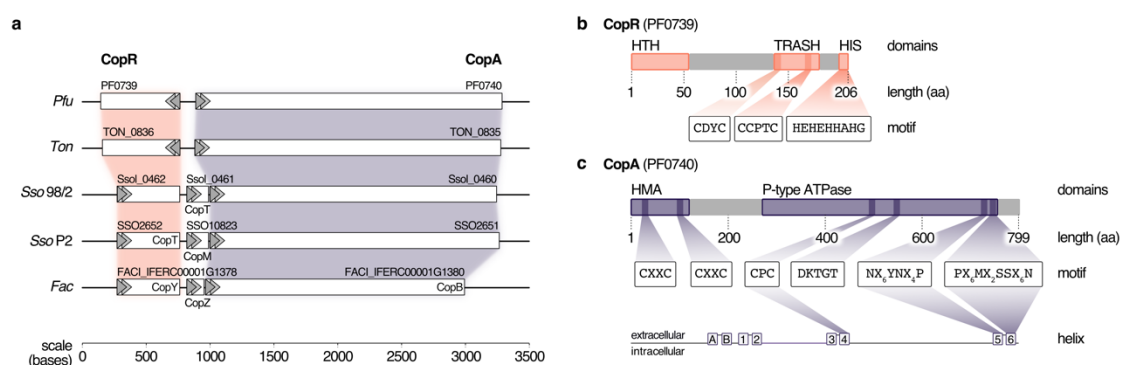 a
CopR CopA
PF0739 PF0740
Pfu
TON_0836 TON_0835
Ton
Ssol_0462 Ssol_0461 Ssol_0460
Sso 98/2
CopT
SSO2652 SSO10823 SSO2651
Sso P2 CopT
CopM
FACI_IFERC00001G1378 FACI_IFERC00001G1380
Fac CopY CopB
CopZ
scale
(bases)
0 500 1000 1500 2000 2500 3000 3500
b CopR (PF0739)
HTH TRASH HIS domains
1 50 100 150 206 length (aa)
CDYC CCPTC HEHEHHAHG motif
c CopA (PF0740)
HMA P-type ATPase domains
1 200 400 600 799 length (aa)
CXXC CXXC CPC DKTGT NX₆YNX₄P PX₆MX₂SSX₆N motif
extracellular
A B 1 2 3 4 5 6 helix
intracellular